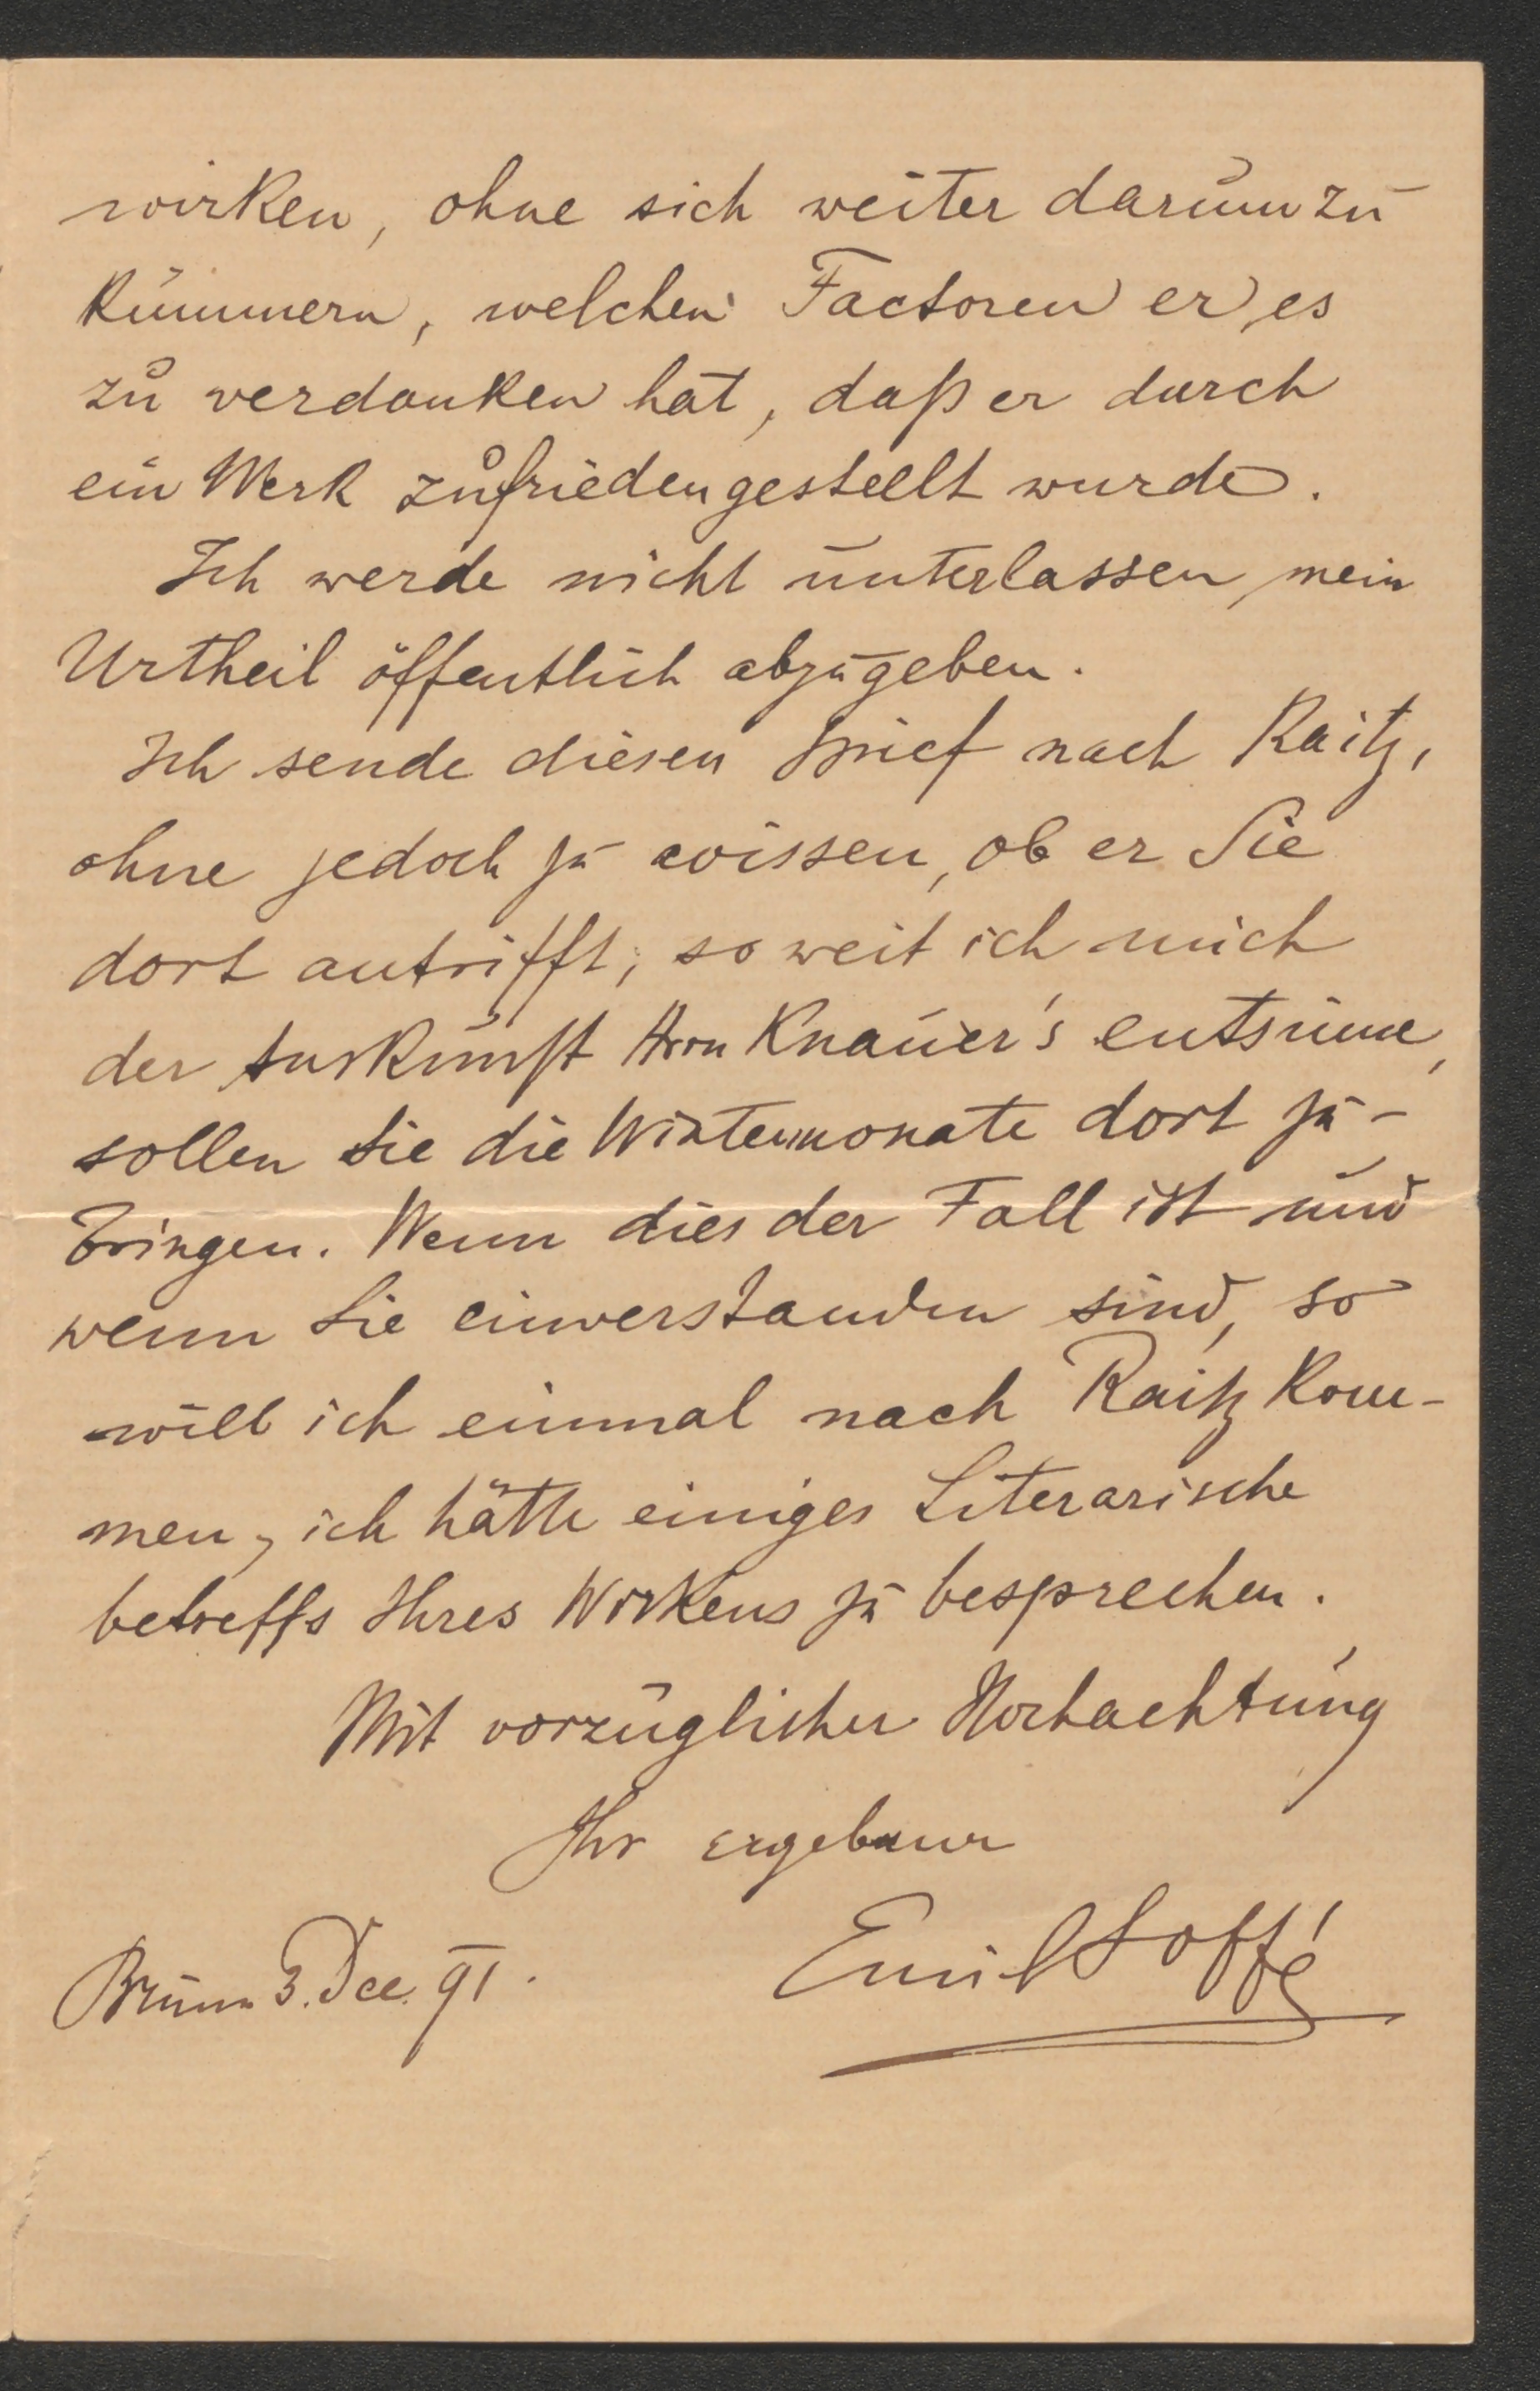 wirken, ohne sich weiter darum zu
kümmern, welchen Factoren er es
zu verdanken hat, daß er durch
ein Werk zufriedengestellt wurde.
Ich werde nicht unterlassen, mein
Urtheil öffentlich abzugeben.
Ich sende diesen Brief nach Raitz,
ohne jedoch zu wissen, ob er Sie
dort antrifft; so weit ich mich
der Auskunft Hrn Knauer's entsinne,
sollen Sie die Wintermonate dort zu-
bringen. Wenn dies der Fall ist und
wenn Sie einverstanden sind, so
will ich einmal nach Raitz kom-
men, ich hätte einiges Literarische
betreffs Ihres Wirkens zu besprechen.
Mit vorzüglicher Hochachtung
Ihr ergebener
Emil Soffé
Brünn 3. Dec. 91.